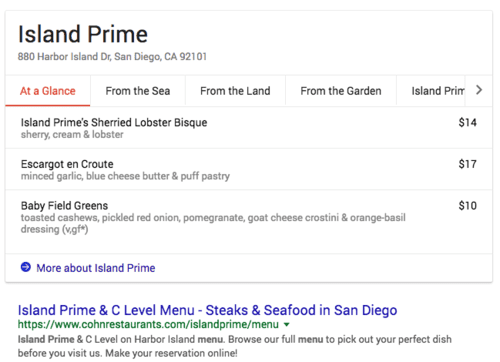 Island Prime
880 Harbor Island Dr, San Diego, CA 92101
At a Glance From the Sea From the Land From the Garden Island Prim
Island Prime's Sherried Lobster Bisque $14
sherry, cream & lobster
Escargot en Croute $17
minced garlic, blue cheese butter & puff pastry
Baby Field Greens $10
toasted cashews, pickled red onion, pomegranate, goat cheese crostini & orange-basil
dressing (v,gf*)
More about Island Prime
Island Prime & C Level Menu - Steaks & Seafood in San Diego
https://www.cohnrestaurants.com/islandprime/menu
Island Prime & C Level on Harbor Island menu. Browse our full menu to pick out your perfect dish
before you visit us. Make your reservation online!